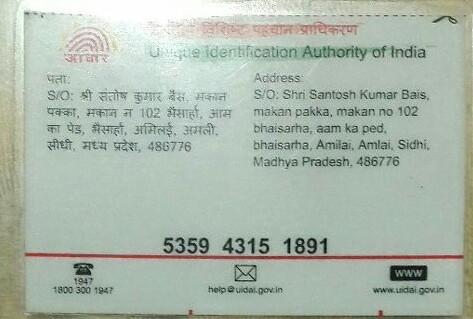 भारतीय विशिष्ट पहचान प्राधिकरण
आधार
Unique Identification Authority of India
पता:
S/O: श्री संतोष कुमार बैस, मकान
पक्का, मकान न 102 भैसार्हा, आम
का पेड, भैसार्हा, अमिलई, अमली,
सीधी, मध्य प्रदेश, 486776
Address:
S/O: Shri Santosh Kumar Bais,
makan pakka, makan no 102
bhaisarha, aam ka ped,
bhaisarha, Amilai, Amlai, Sidhi,
Madhya Pradesh, 486776
5359 4315 1891
1947
1800 300 1947
help@uidai.gov.in
www
www.uidai.gov.in